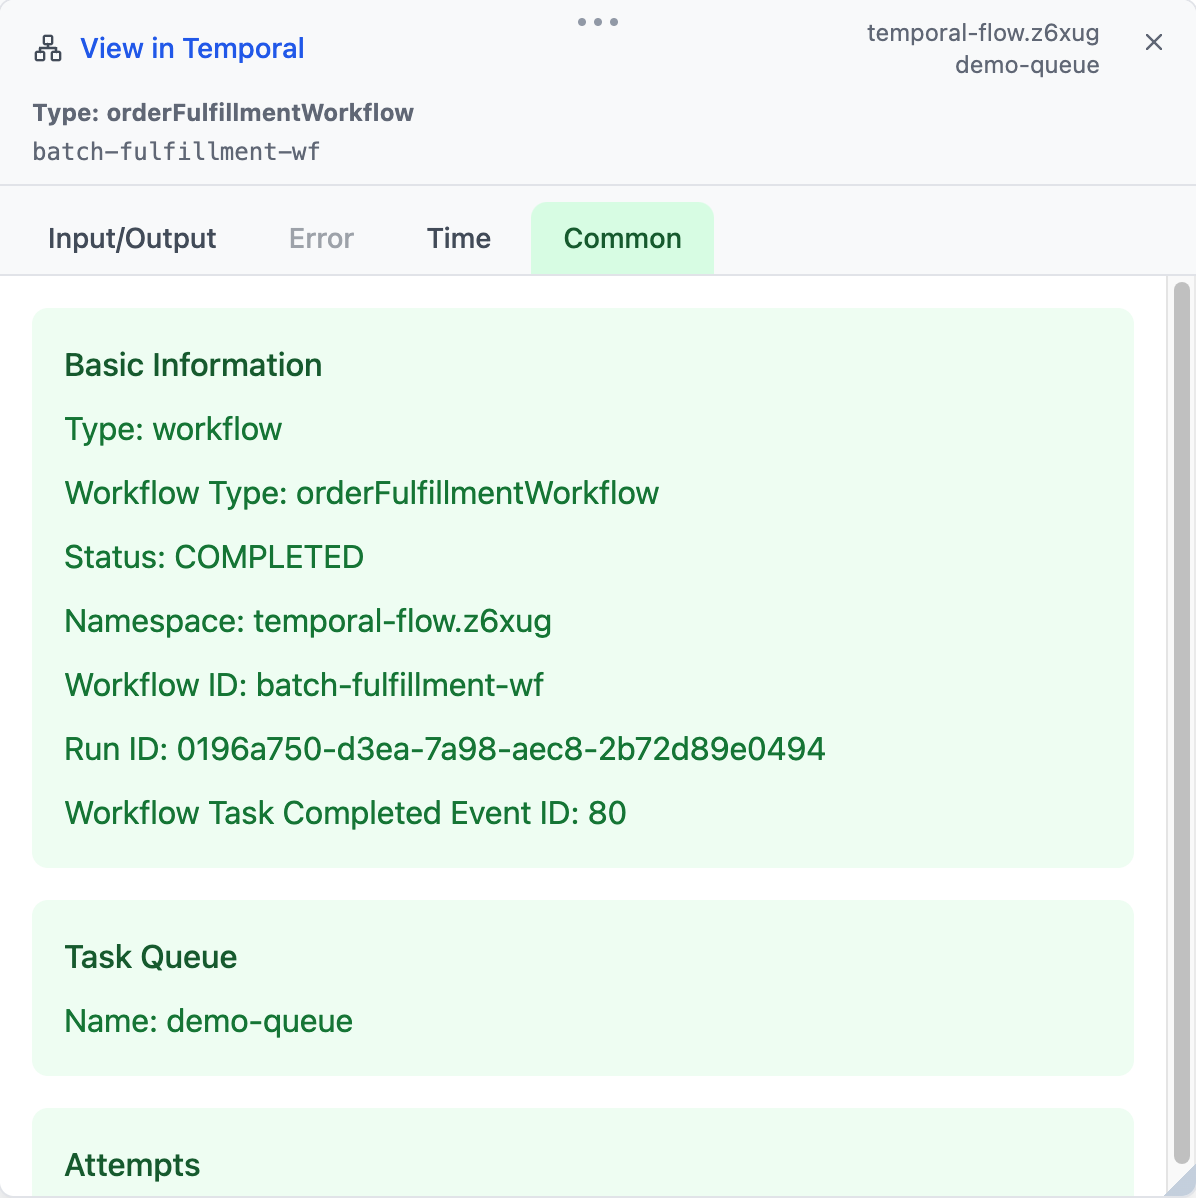 View in Temporal
temporal-flow.z6xug
demo-queue
Type: orderFulfillmentWorkflow
batch-fulfillment-wf
Input/Output
Error
Time
Common
Basic Information
Type: workflow
Workflow Type: orderFulfillmentWorkflow
Status: COMPLETED
Namespace: temporal-flow.z6xug
Workflow ID: batch-fulfillment-wf
Run ID: 0196a750-d3ea-7a98-aec8-2b72d89e0494
Workflow Task Completed Event ID: 80
Task Queue
Name: demo-queue
Attempts